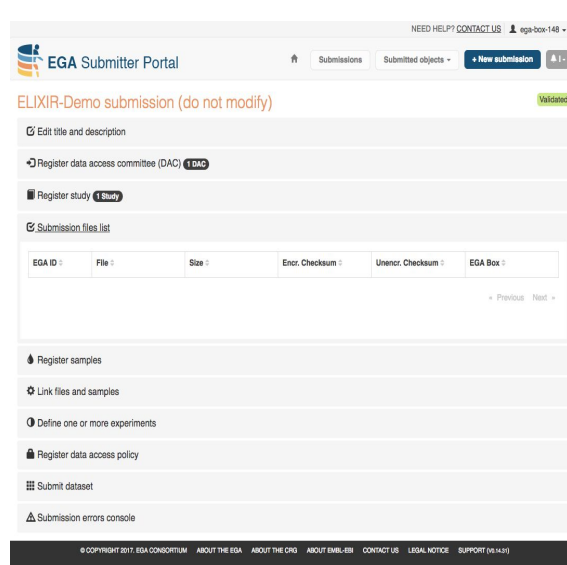 NEED HELP? CONTACT US ega-box-148
EGA Submitter Portal Submissions Submitted objects + New submission
ELIXIR-Demo submission (do not modify) Validated
Edit title and description
Register data access committee (DAC) 1 DAC
Register study 1 Study
Submission files list
EGA ID File Size Encr. Checksum Unencr. Checksum EGA Box
« Previous Next »
Register samples
Link files and samples
Define one or more experiments
Register data access policy
Submit dataset
Submission errors console
© COPYRIGHT 2017. EGA CONSORTIUM ABOUT THE EGA ABOUT THE CRG ABOUT EMBL-EBI CONTACT US LEGAL NOTICE SUPPORT (V0.14.31)